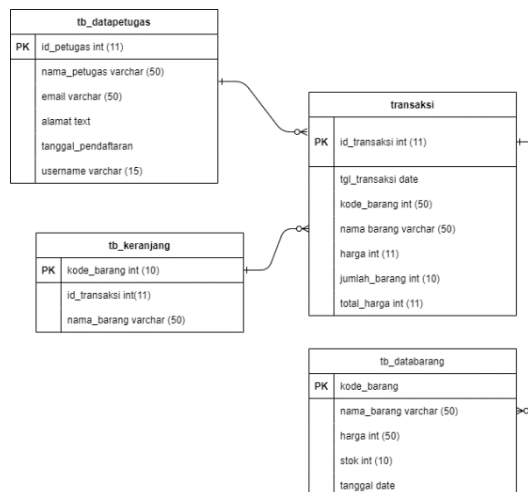 tb_datapetugas
PK id_petugas int (11)
nama_petugas varchar (50)
email varchar (50)
alamat text
tanggal_pendaftaran
username varchar (15)
transaksi
PK id_transaksi int (11)
tgl_transaksi date
kode_barang int (50)
nama barang varchar (50)
harga int (11)
jumlah_barang int (10)
total_harga int (11)
tb_keranjang
PK kode_barang int (10)
id_transaksi int(11)
nama_barang varchar (50)
tb_databarang
PK kode_barang
nama_barang varchar (50)
harga int (50)
stok int (10)
tanggal date